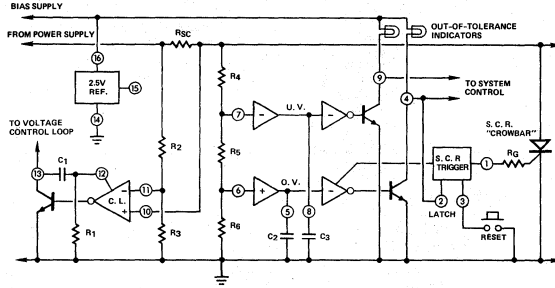 BIAS SUPPLY
OUT-OF-TOLERANCE
INDICATORS
FROM POWER SUPPLY
RSC
16
2.5V
REF.
15
14
R4
9
TO SYSTEM
CONTROL
4
7
U. V.
S. C. R.
"CROWBAR"
TO VOLTAGE
CONTROL LOOP
R2
R5
13
C1
12
11
C. L.
10
6
O. V.
S. C. R
TRIGGER
1
RG
2
3
LATCH
5
8
R1
R3
R6
C2
C3
RESET
−
+
−
+